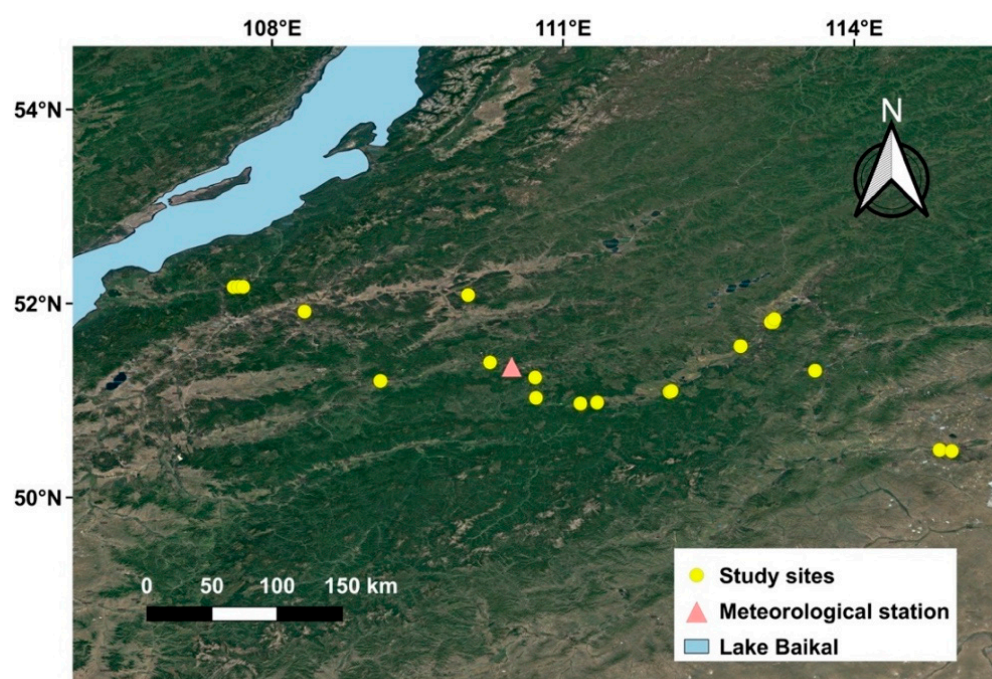 108°E 111°E 114°E
54°N
N
52°N
50°N
0 50 100 150 km
Study sites
Meteorological station
Lake Baikal